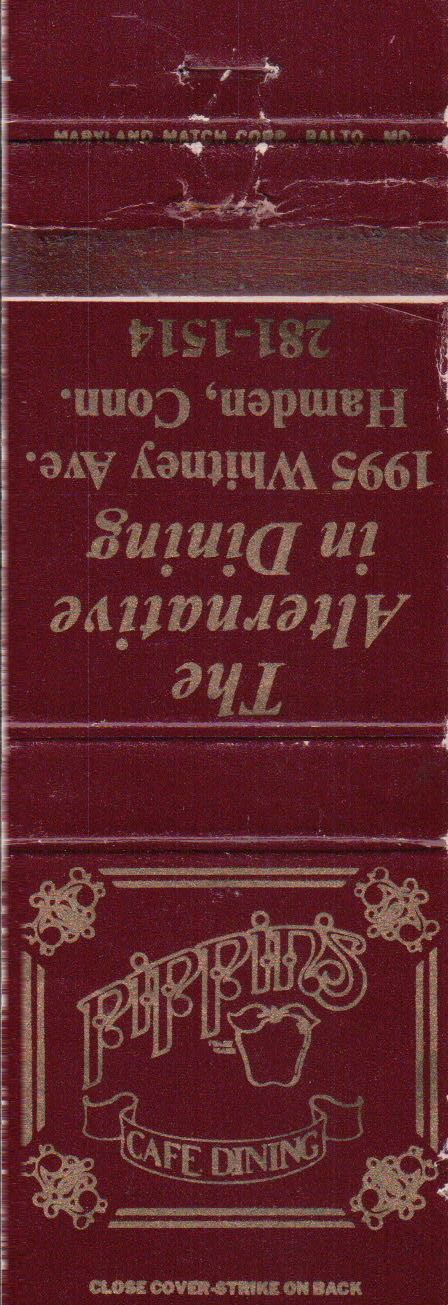 MARYLAND MATCH CORP. BALTO. MD.
The
Alternative
in Dining
1995 Whitney Ave.
Hamden, Conn.
281-1514
PIPPINS
CAFE DINING
CLOSE COVER-STRIKE ON BACK